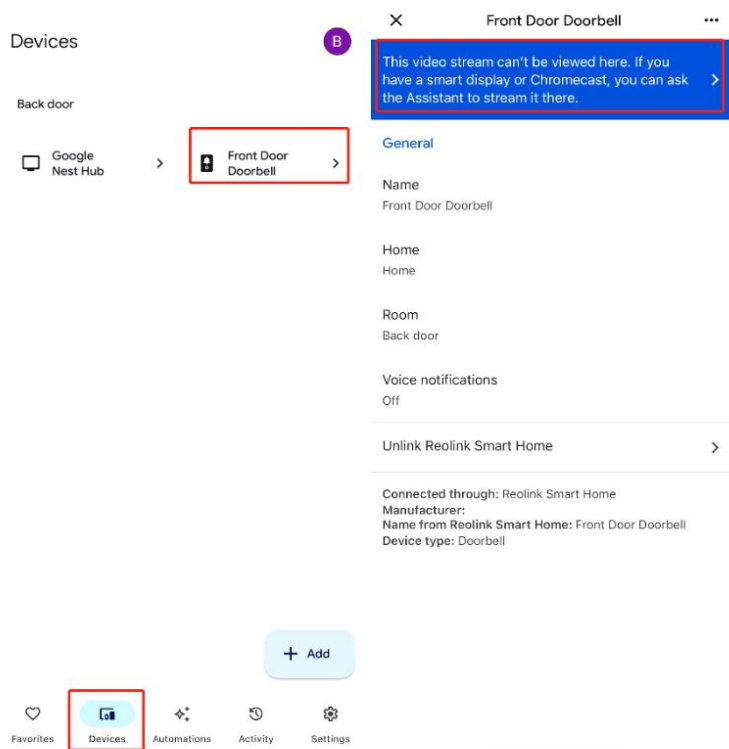 Devices
B
Back door
Google
Nest Hub
Front Door
Doorbell
Add
Favorites
Devices
Automations
Activity
Settings
Front Door Doorbell
This video stream can't be viewed here. If you
have a smart display or Chromecast, you can ask
the Assistant to stream it there.
General
Name
Front Door Doorbell
Home
Home
Room
Back door
Voice notifications
Off
Unlink Reolink Smart Home
Connected through: Reolink Smart Home
Manufacturer:
Name from Reolink Smart Home: Front Door Doorbell
Device type: Doorbell